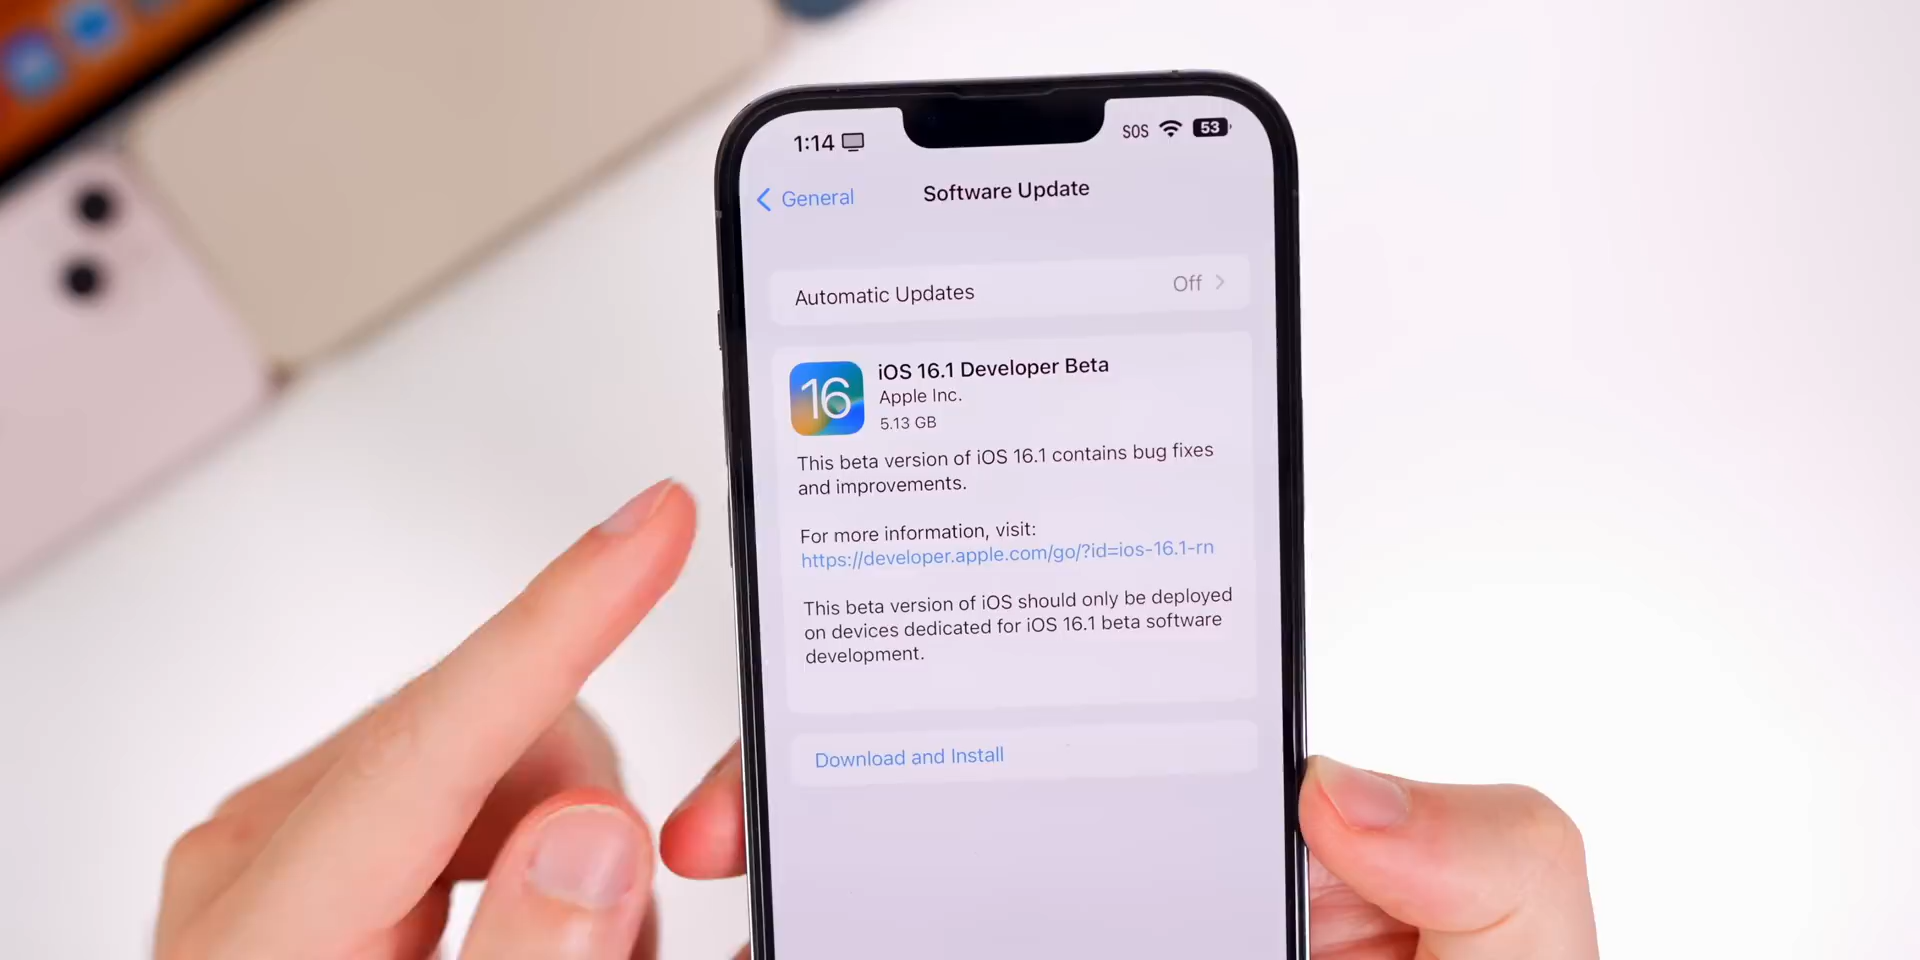 1:14
SOS 53
General
Software Update
Automatic Updates Off
16
iOS 16.1 Developer Beta
Apple Inc.
5.13 GB
This beta version of iOS 16.1 contains bug fixes
and improvements.
For more information, visit:
https://developer.apple.com/go/?id=ios-16.1-rn
This beta version of iOS should only be deployed
on devices dedicated for iOS 16.1 beta software
development.
Download and Install